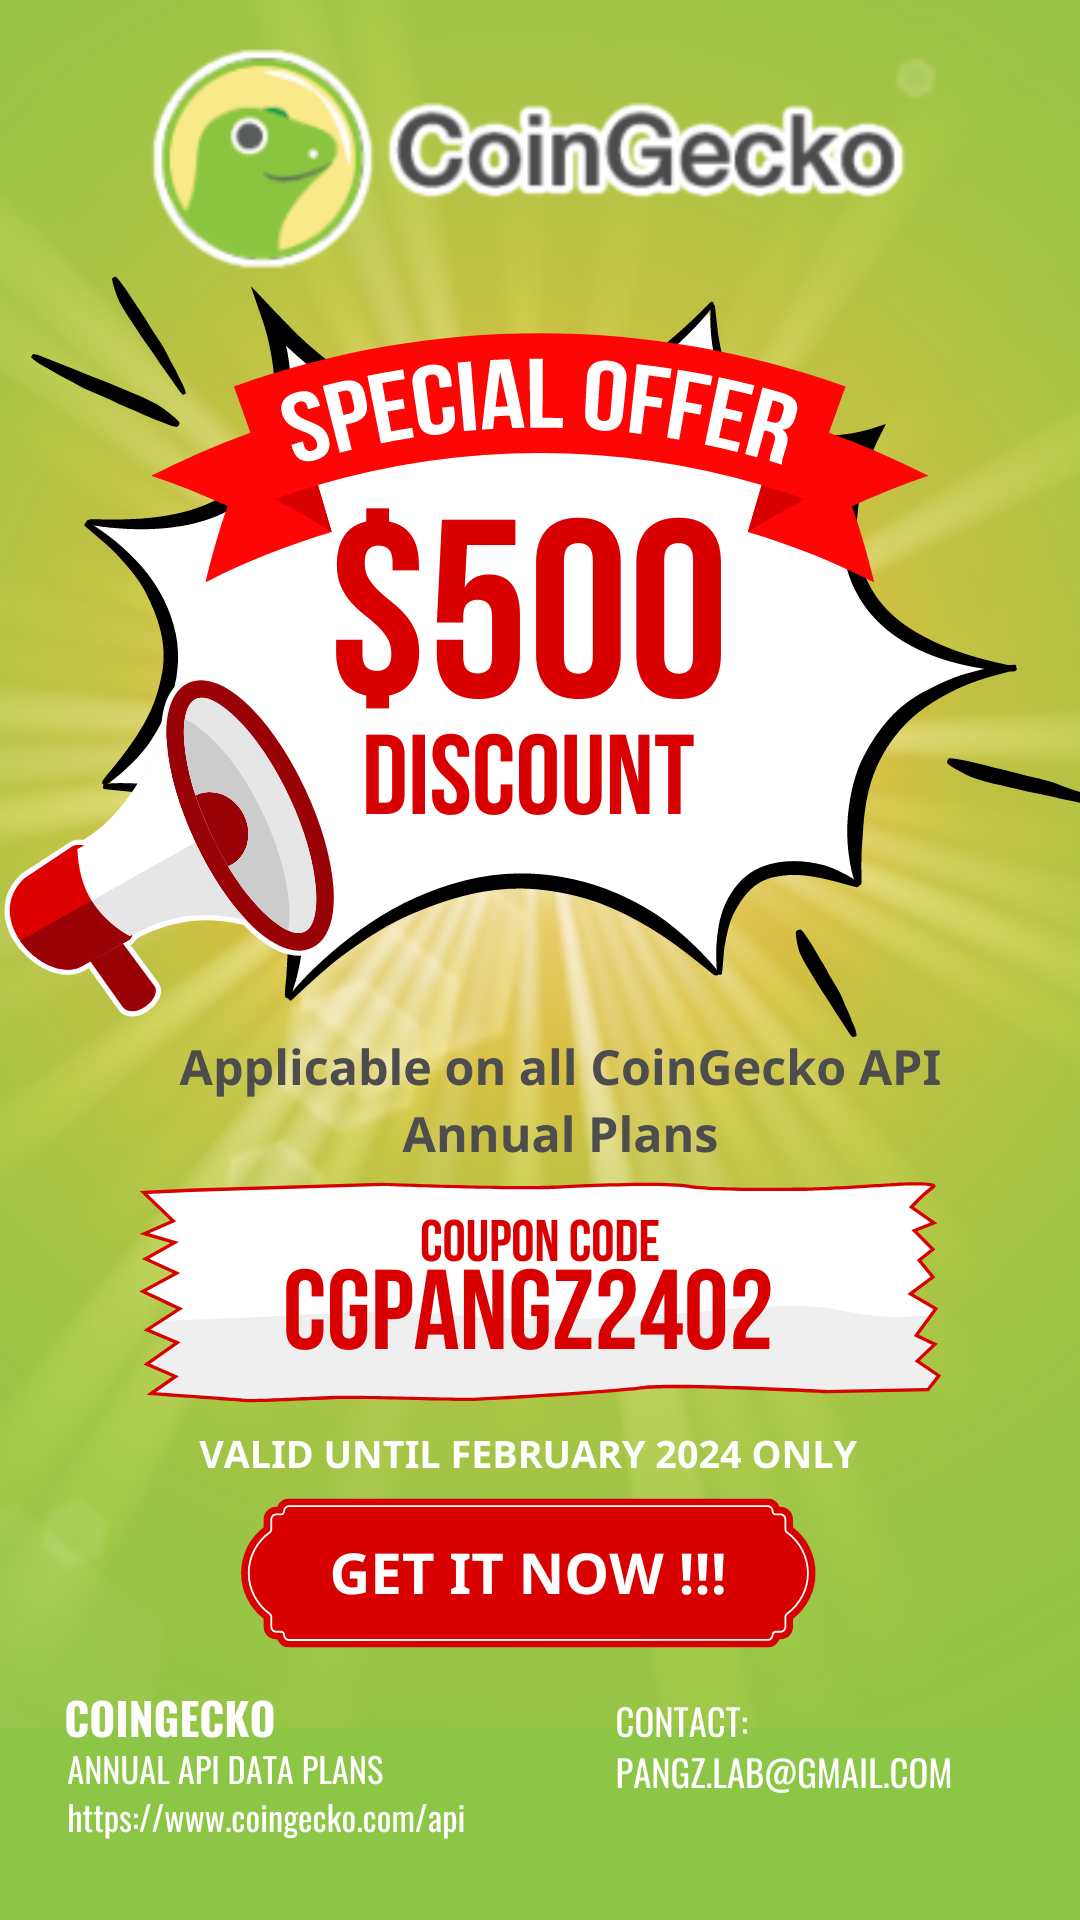 CoinGecko
SPECIAL OFFER
$500
DISCOUNT
Applicable on all CoinGecko API
Annual Plans
COUPON CODE
CGPANGZ2402
VALID UNTIL FEBRUARY 2024 ONLY
GET IT NOW !!!
COINGECKO
ANNUAL API DATA PLANS
https://www.coingecko.com/api
CONTACT:
PANGZ.LAB@GMAIL.COM